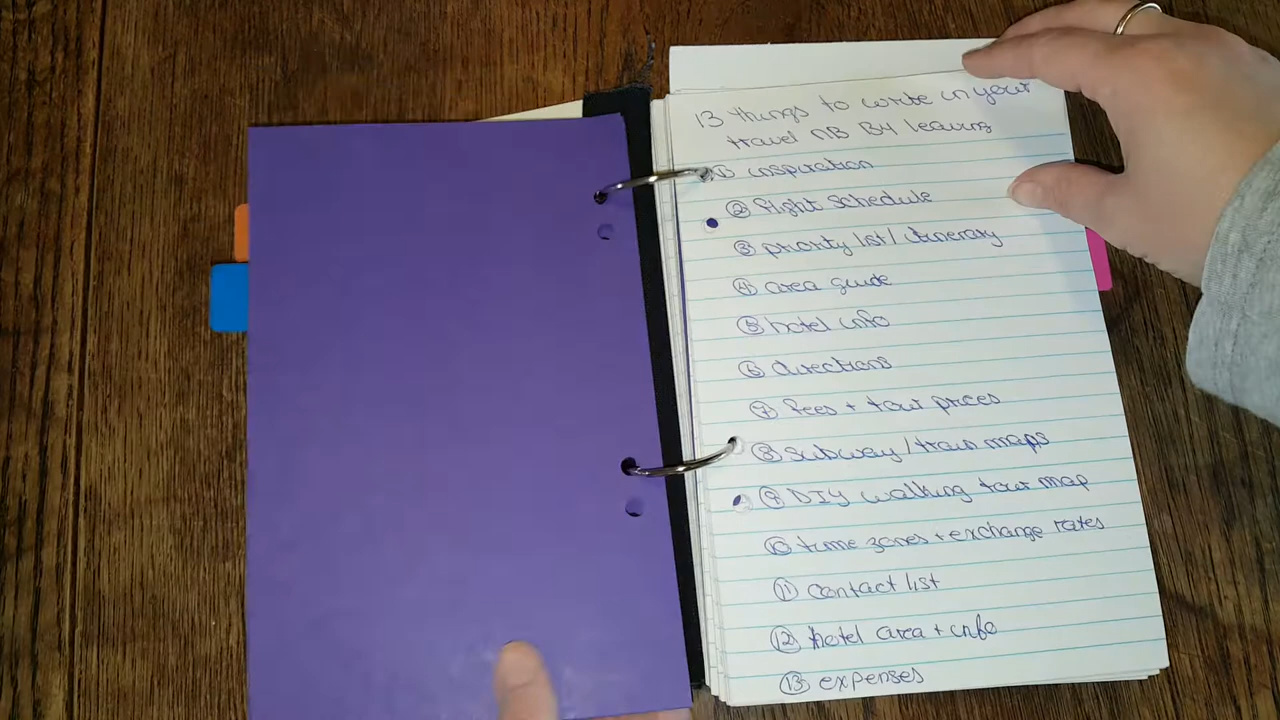 13 things to write in your
travel NB B4 leaving
① inspiration
② flight schedule
③ priority list / itinerary
④ area guide
⑤ hotel info
⑥ directions
⑦ fees + tour prices
⑧ subway / train maps
⑨ DIY walking tour map
⑩ time zones + exchange rates
⑪ contact list
⑫ hotel area + info
⑬ expenses